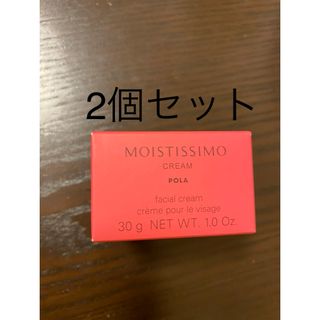 2個セット
MOISTISSIMO
CREAM
POLA
facial cream
crème pour le visage
30 g NET WT. 1.0 Oz.